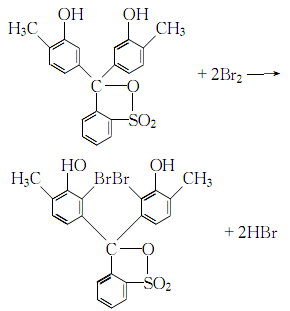 OH OH
H₃C CH₃
C O
+ 2Br₂
SO₂
HO OH
H₃C BrBr CH₃
+ 2HBr
C O
SO₂